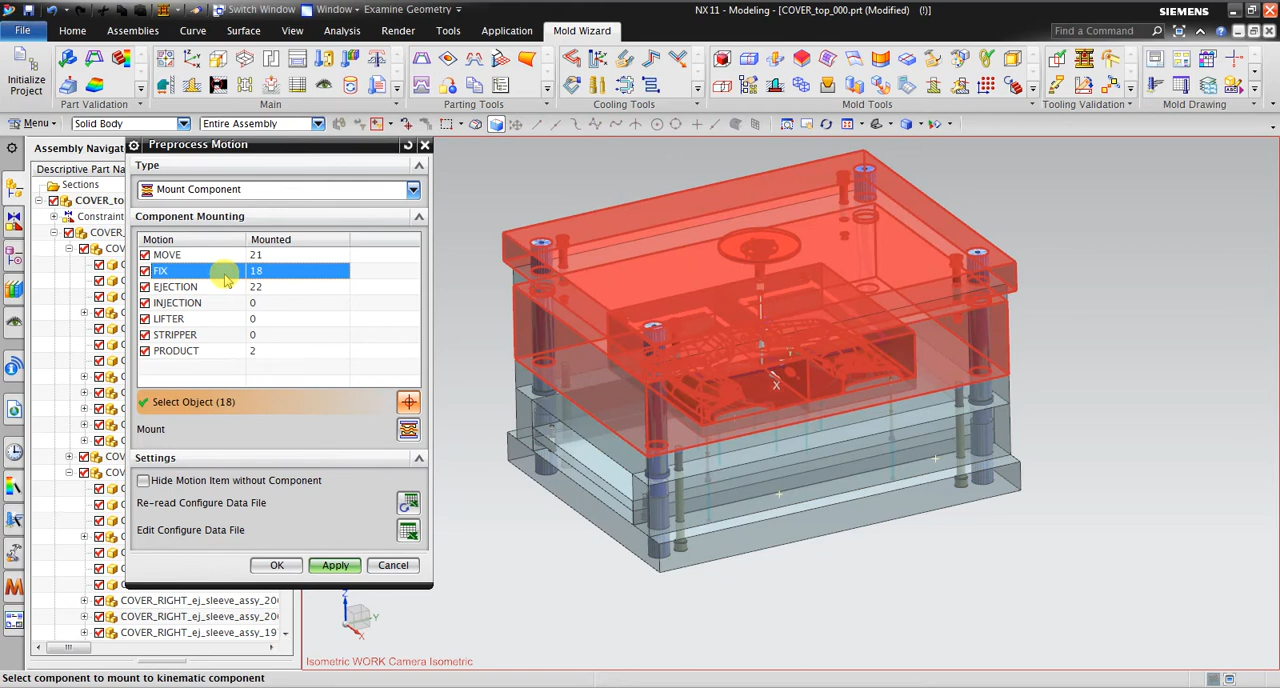 Switch Window Window Examine Geometry NX 11 - Modeling - [COVER_top_000.prt (Modified) (!)] SIEMENS
File Home Assemblies Curve Surface View Analysis Render Tools Application Mold Wizard Find a Command
Initialize
Project
Part Validation Main Parting Tools Cooling Tools Mold Tools Tooling Validation Mold Drawing
Menu Solid Body Entire Assembly
Assembly Navigat
Descriptive Part Na
Sections
COVER_to
Constraint
COVER_
COV
COV
COV
COVER_RIGHT_ej_sleeve_assy_20
COVER_RIGHT_ej_sleeve_assy_20
COVER_RIGHT_ej_sleeve_assy_19
Preprocess Motion
Type
Mount Component
Component Mounting
Motion Mounted
MOVE 21
FIX 18
EJECTION 22
INJECTION 0
LIFTER 0
STRIPPER 0
PRODUCT 2
Select Object (18)
Mount
Settings
Hide Motion Item without Component
Re-read Configure Data File
Edit Configure Data File
OK Apply Cancel
X
Z
Y
X
Isometric WORK Camera Isometric
Select component to mount to kinematic component